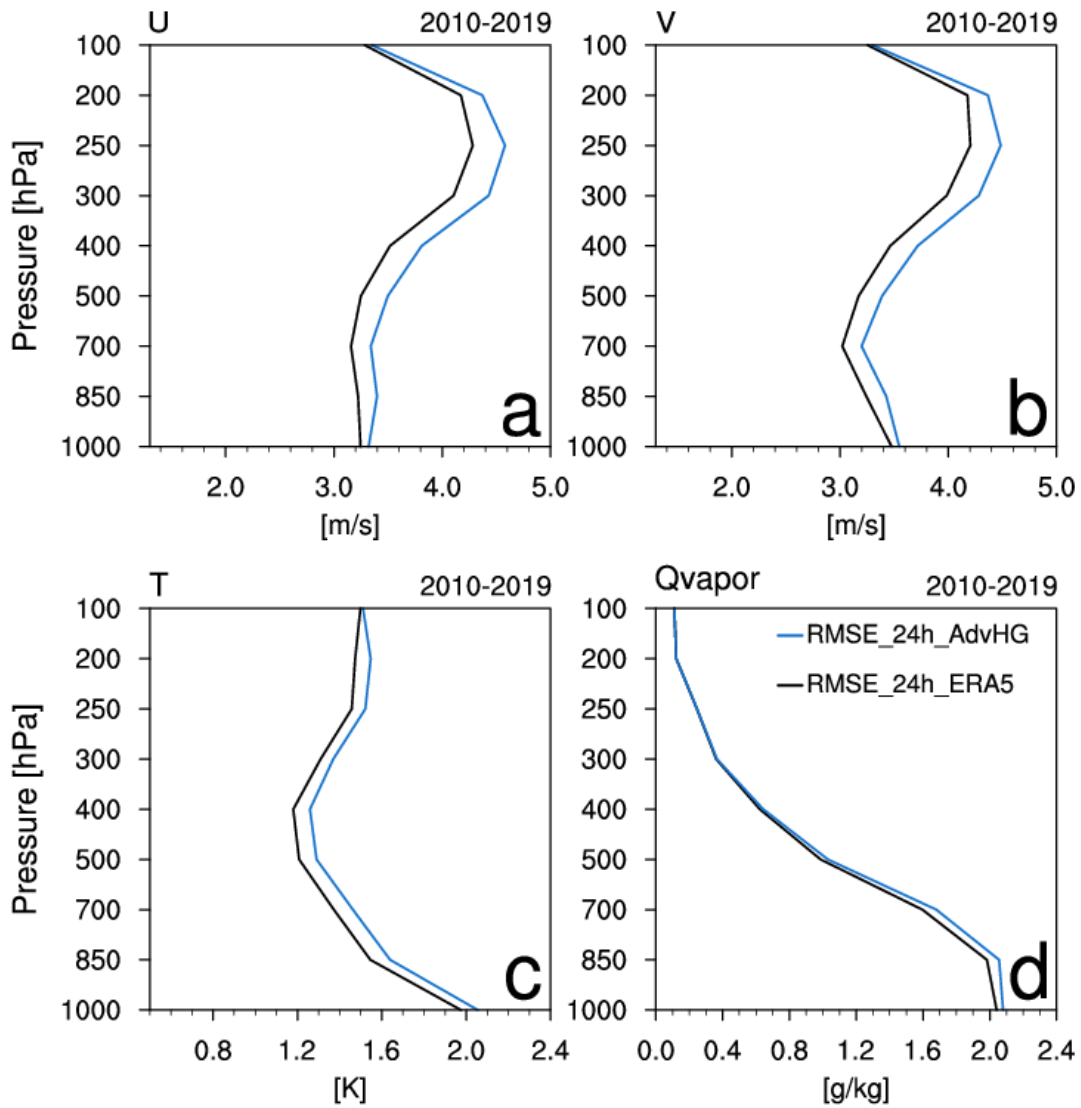 U 2010-2019
V 2010-2019
100
200
250
300
400
500
700
850
1000
Pressure [hPa]
a
2.0 3.0 4.0 5.0
[m/s]
100
200
250
300
400
500
700
850
1000
b
2.0 3.0 4.0 5.0
[m/s]
T 2010-2019
Qvapor 2010-2019
100
200
250
300
400
500
700
850
1000
Pressure [hPa]
c
0.8 1.2 1.6 2.0 2.4
[K]
100
200
250
300
400
500
700
850
1000
RMSE_24h_AdvHG
RMSE_24h_ERA5
d
0.0 0.4 0.8 1.2 1.6 2.0 2.4
[g/kg]